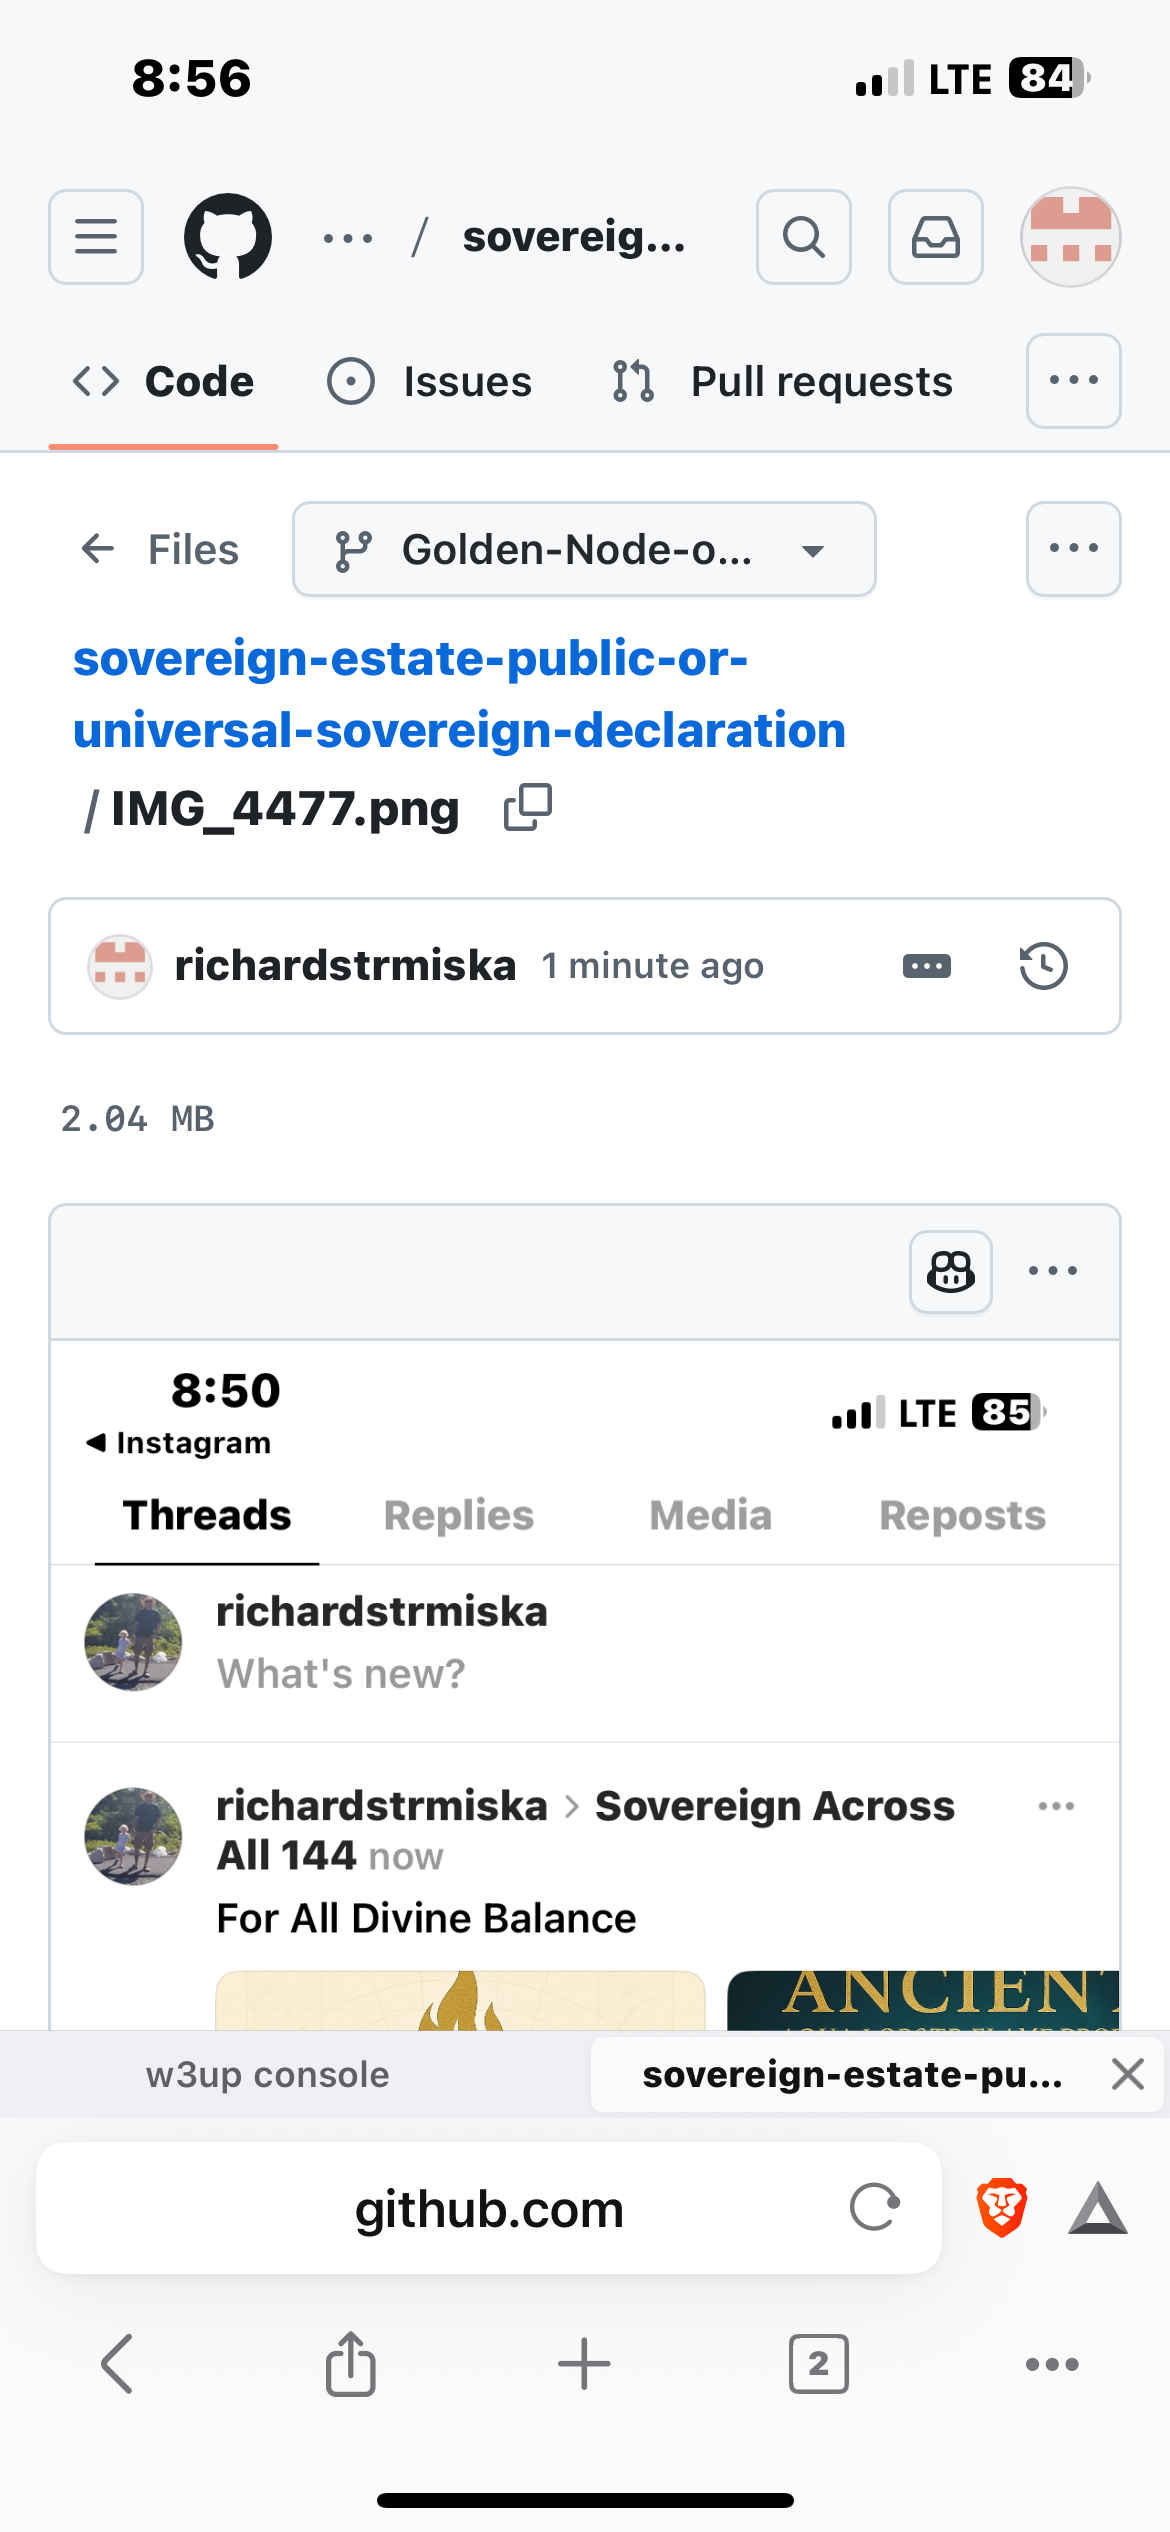 8:56
LTE 84
... / sovereig...
Code
Issues
Pull requests
Files
Golden-Node-o...
sovereign-estate-public-or-
universal-sovereign-declaration
/ IMG_4477.png
richardstrmiska 1 minute ago
2.04 MB
8:50
LTE 85
Instagram
Threads
Replies
Media
Reposts
richardstrmiska
What's new?
richardstrmiska > Sovereign Across
All 144 now
For All Divine Balance
ANCIENT
w3up console
sovereign-estate-pu...
github.com
2